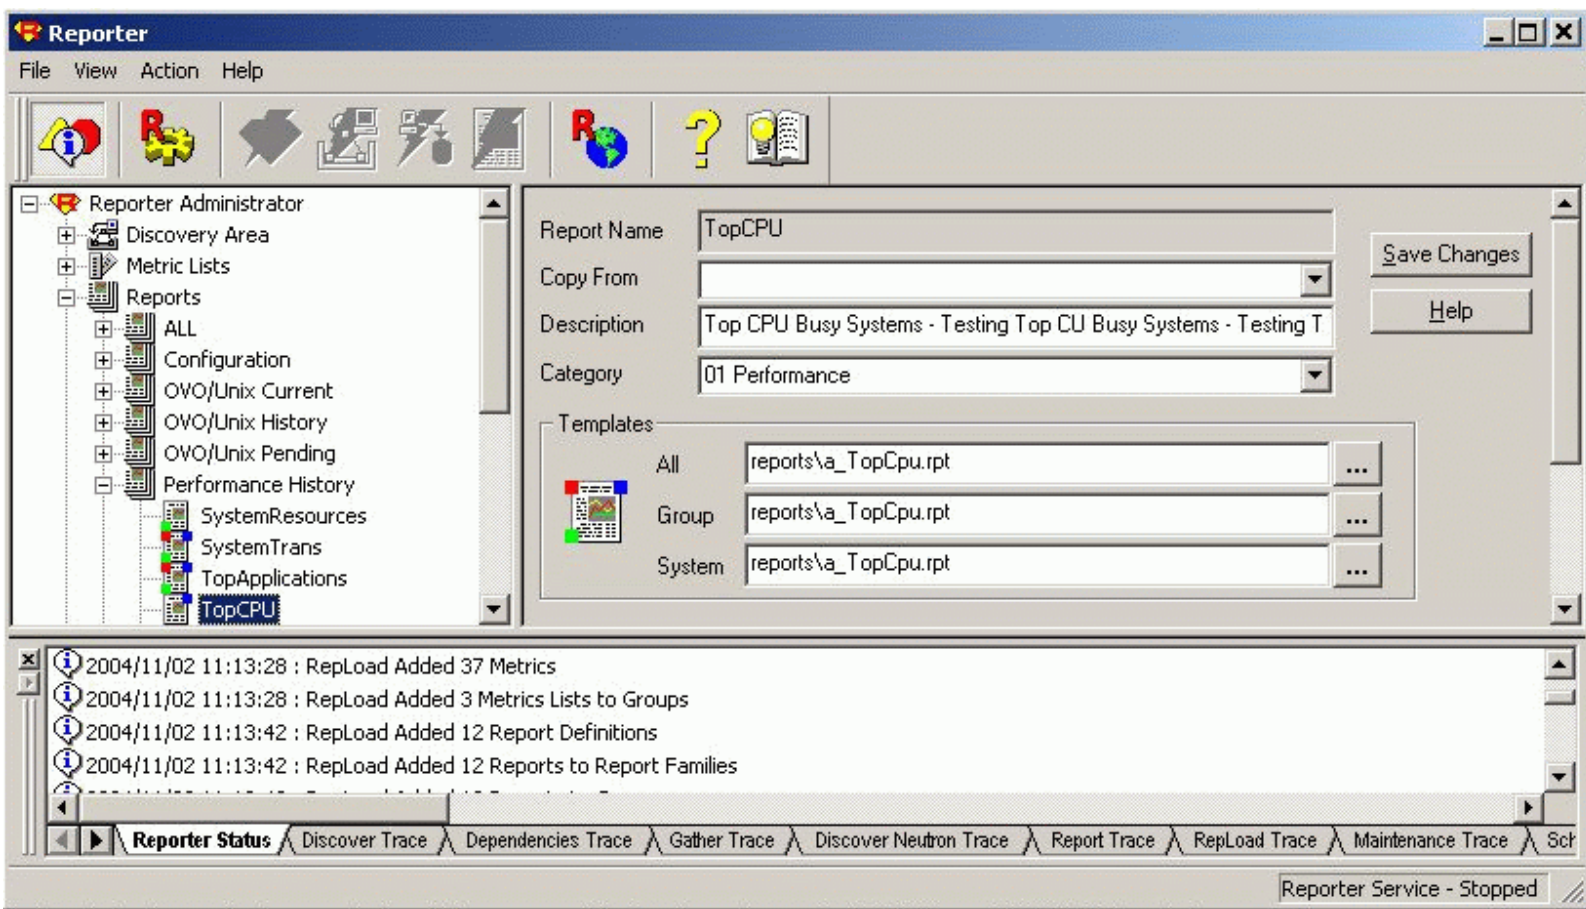 Reporter
File View Action Help
Reporter Administrator
Discovery Area
Metric Lists
Reports
ALL
Configuration
OVO/Unix Current
OVO/Unix History
OVO/Unix Pending
Performance History
SystemResources
SystemTrans
TopApplications
TopCPU
Report Name TopCPU
Copy From
Description Top CPU Busy Systems - Testing Top CU Busy Systems - Testing T
Category 01 Performance
Save Changes
Help
Templates
All reports\a_TopCpu.rpt ...
Group reports\a_TopCpu.rpt ...
System reports\a_TopCpu.rpt ...
2004/11/02 11:13:28 : RepLoad Added 37 Metrics
2004/11/02 11:13:28 : RepLoad Added 3 Metrics Lists to Groups
2004/11/02 11:13:42 : RepLoad Added 12 Report Definitions
2004/11/02 11:13:42 : RepLoad Added 12 Reports to Report Families
Reporter Status Discover Trace Dependencies Trace Gather Trace Discover Neutron Trace Report Trace RepLoad Trace Maintenance Trace Sch
Reporter Service - Stopped